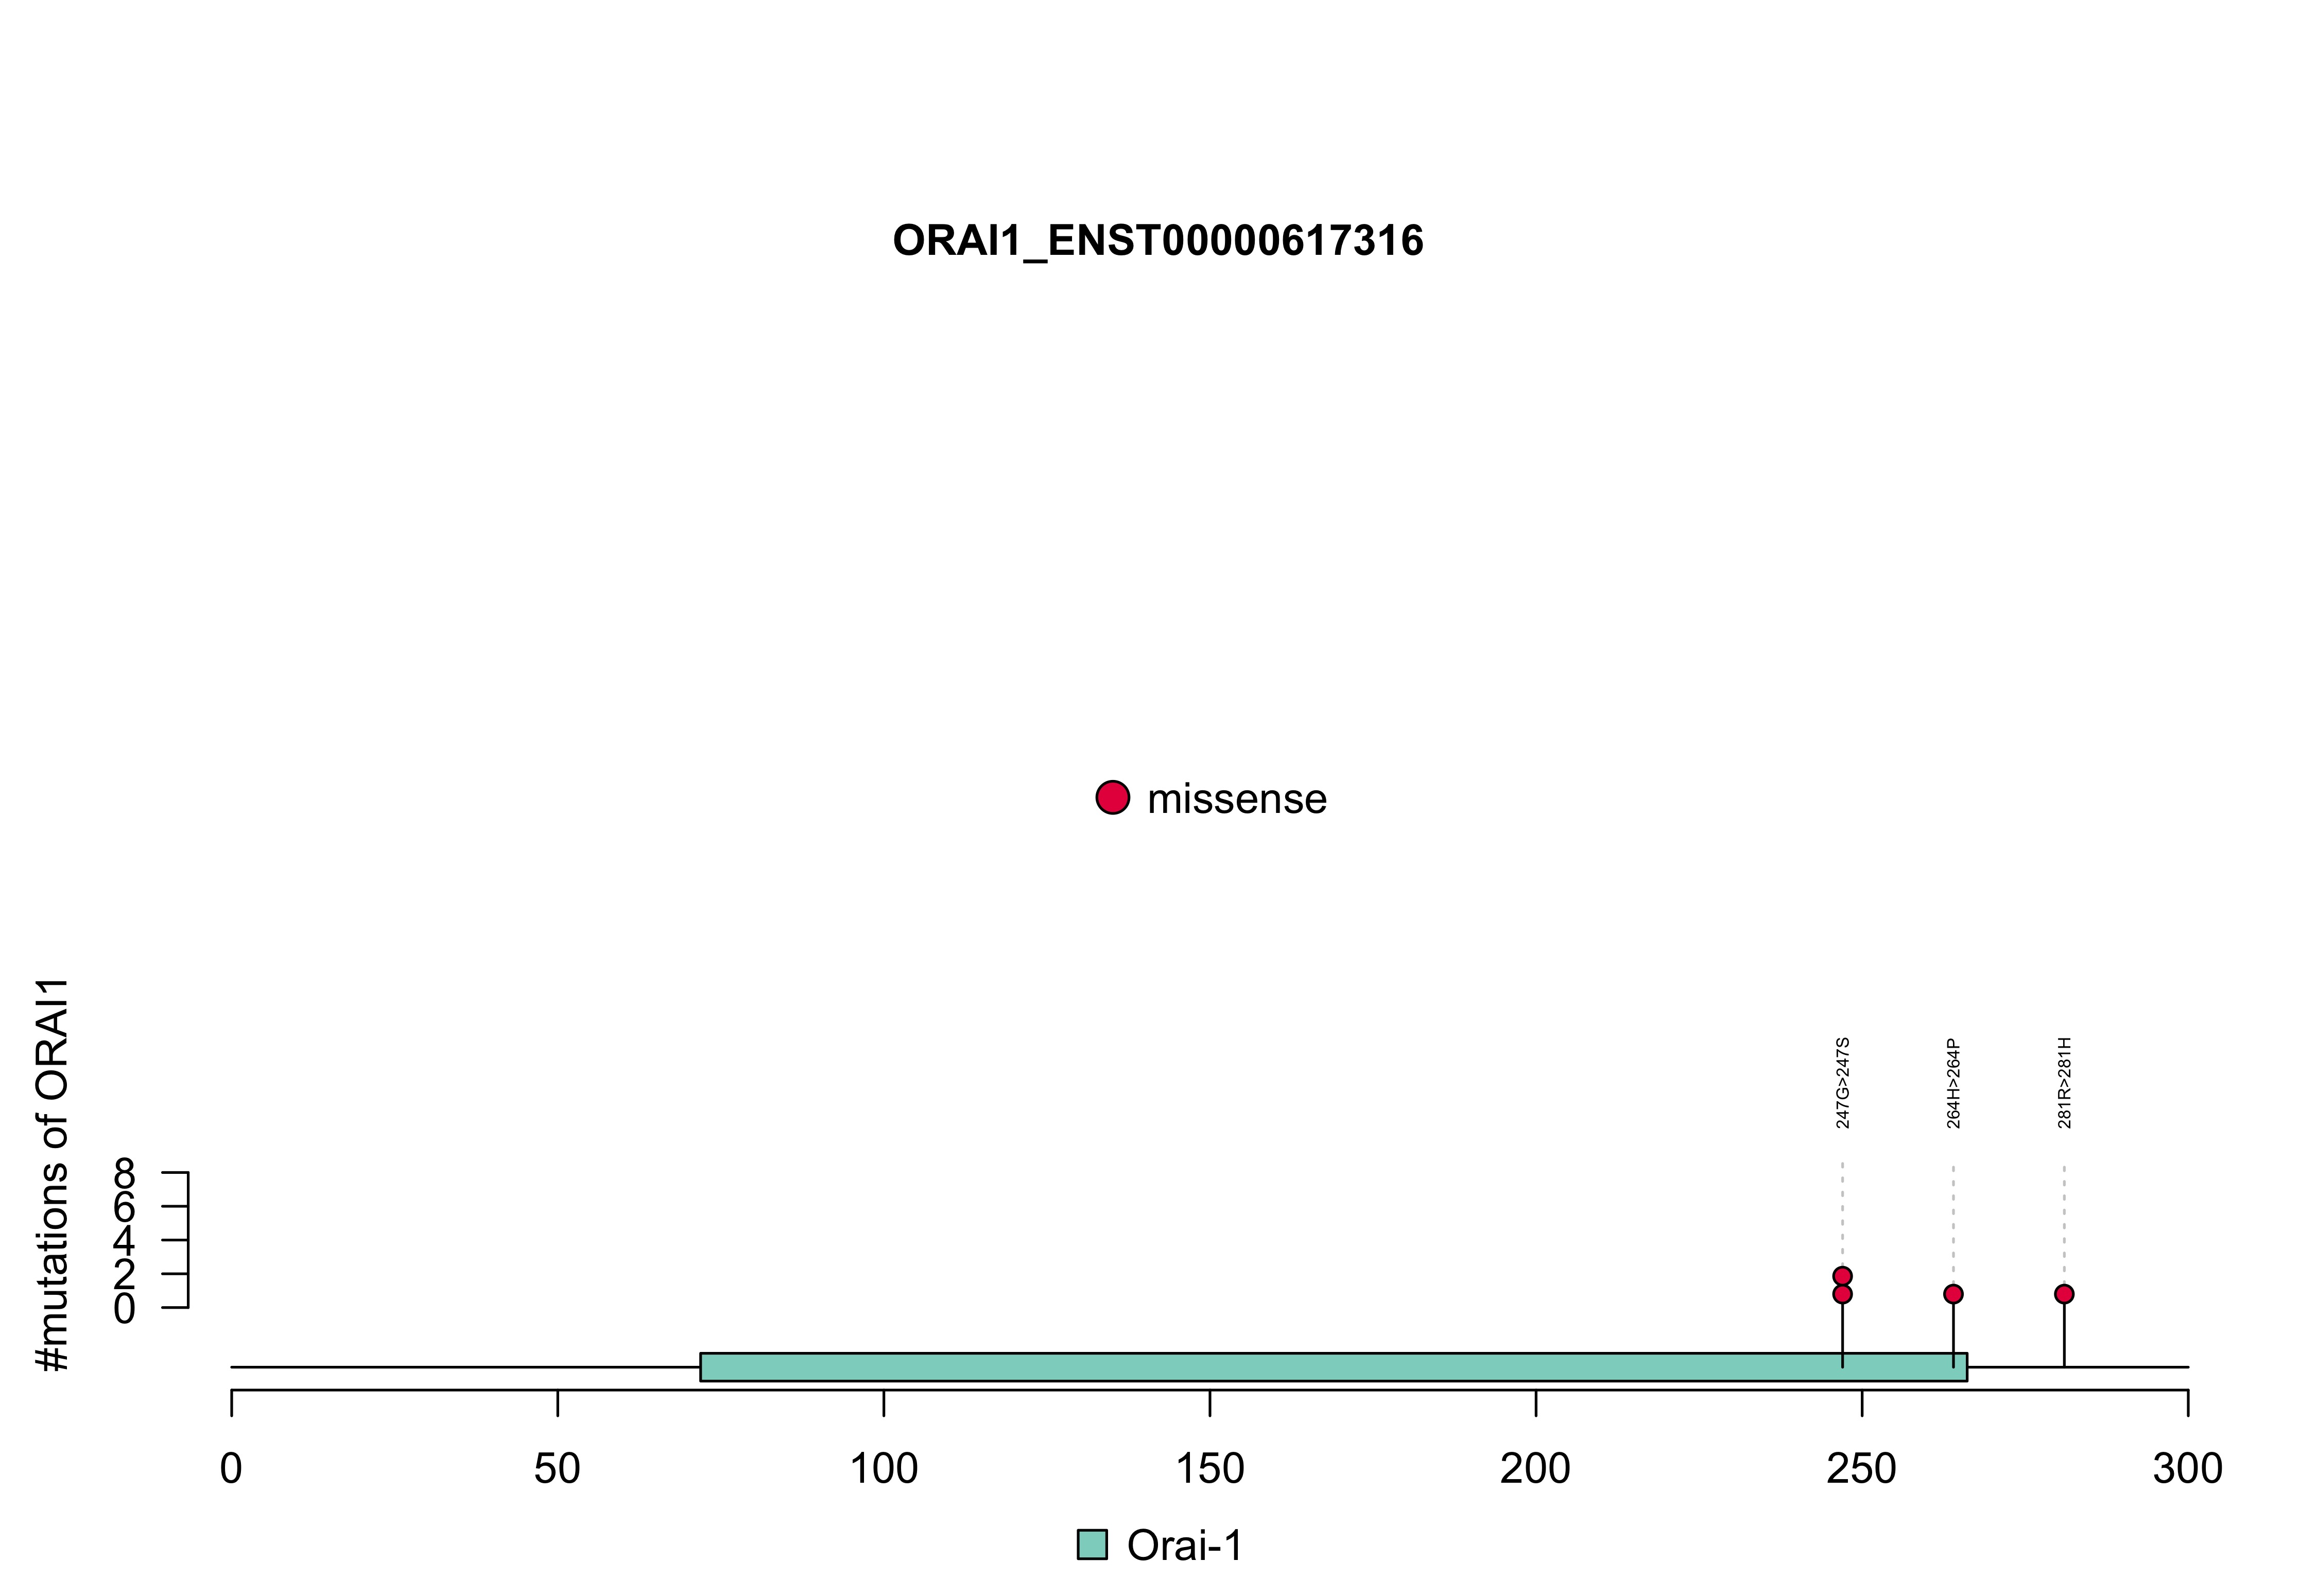 ORAI1_ENST00000617316
missense
#mutations of ORAI1
247G>247S
264H>264P
281R>281H
8
6
4
2
0
0 50 100 150 200 250 300
Orai-1